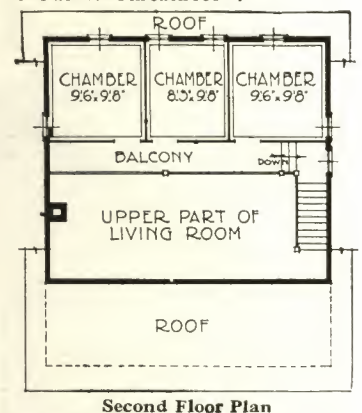 ROOF
CHAMBER CHAMBER CHAMBER
9'6"x9'8" 8'3"x9'8" 9'6"x9'8"
BALCONY
DOWN
UPPER PART OF
LIVING ROOM
ROOF
Second Floor Plan